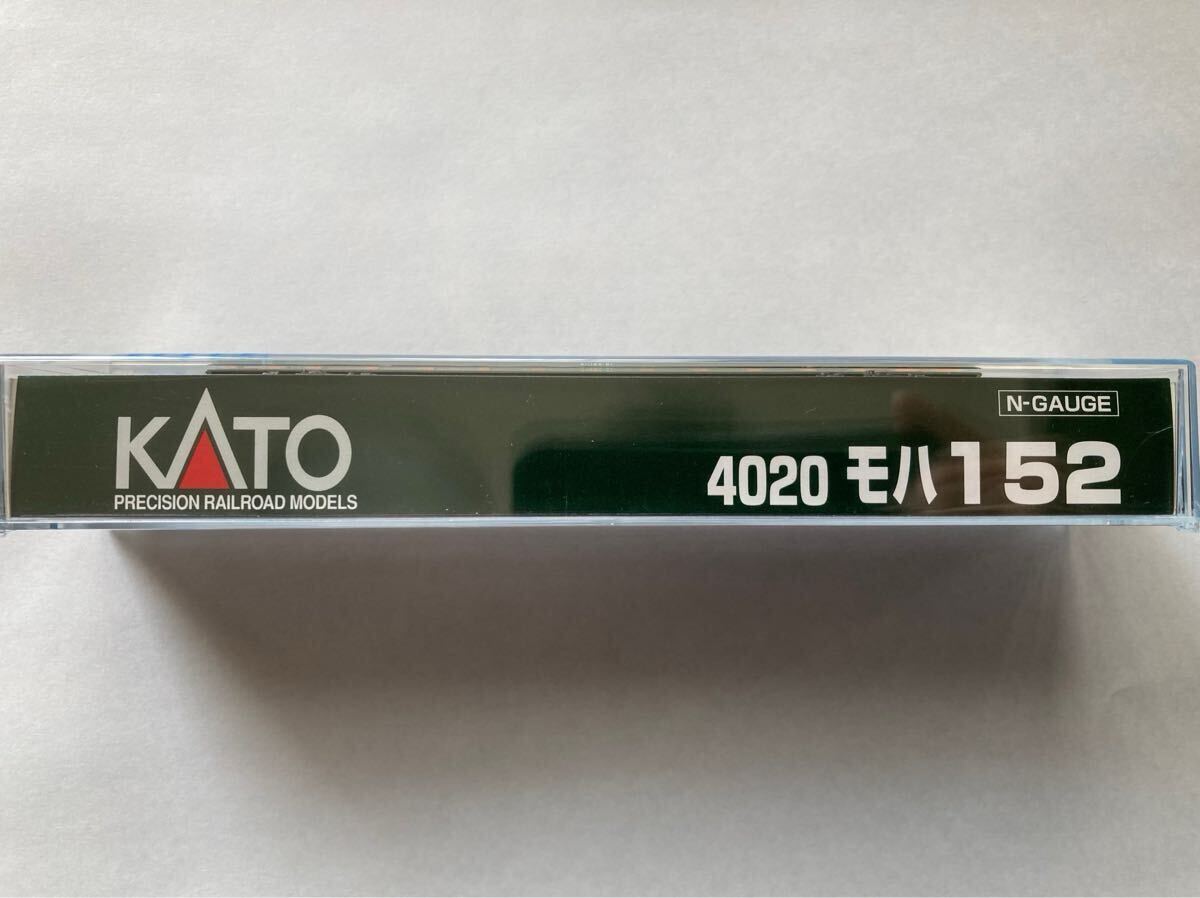 KATO
PRECISION RAILROAD MODELS
N-GAUGE
4020 モハ152